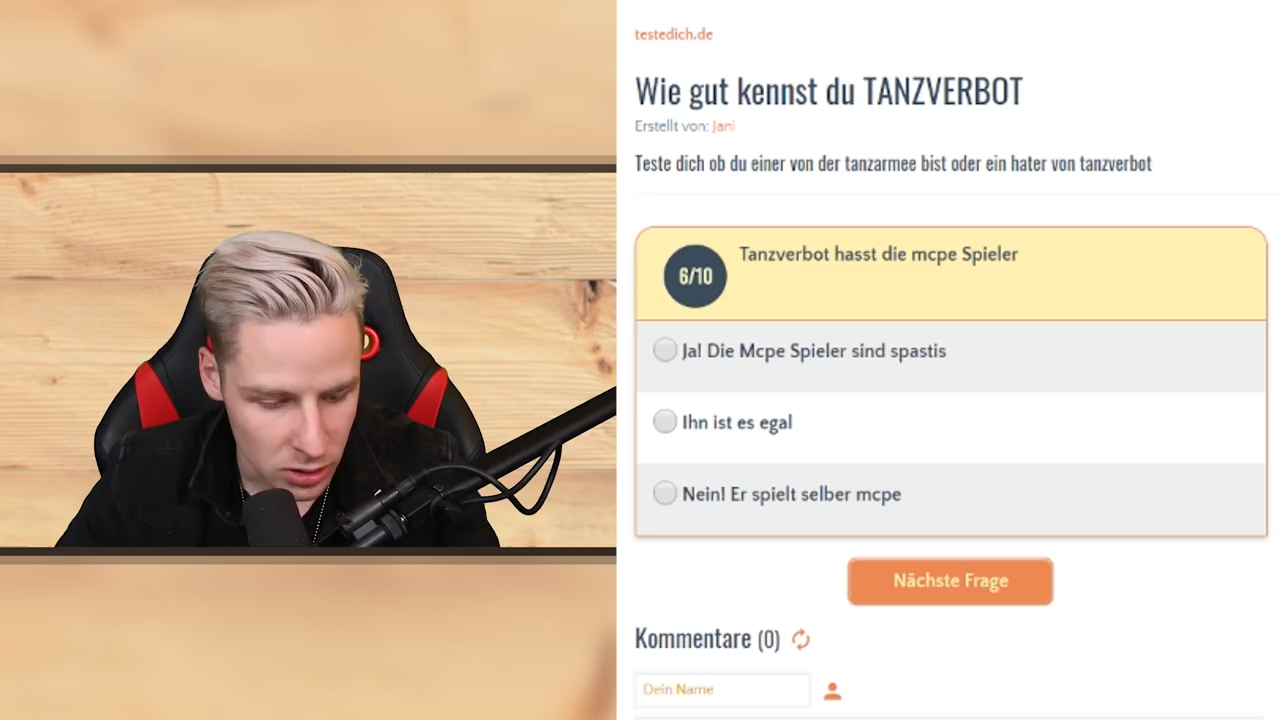 testedich.de
Wie gut kennst du TANZVERBOT
Erstellt von: Jani
Teste dich ob du einer von der tanzarmee bist oder ein hater von tanzverbot
6/10
Tanzverbot hasst die mcpe Spieler
Ja! Die Mcpe Spieler sind spastis
Ihn ist es egal
Nein! Er spielt selber mcpe
Nächste Frage
Kommentare (0)
Dein Name